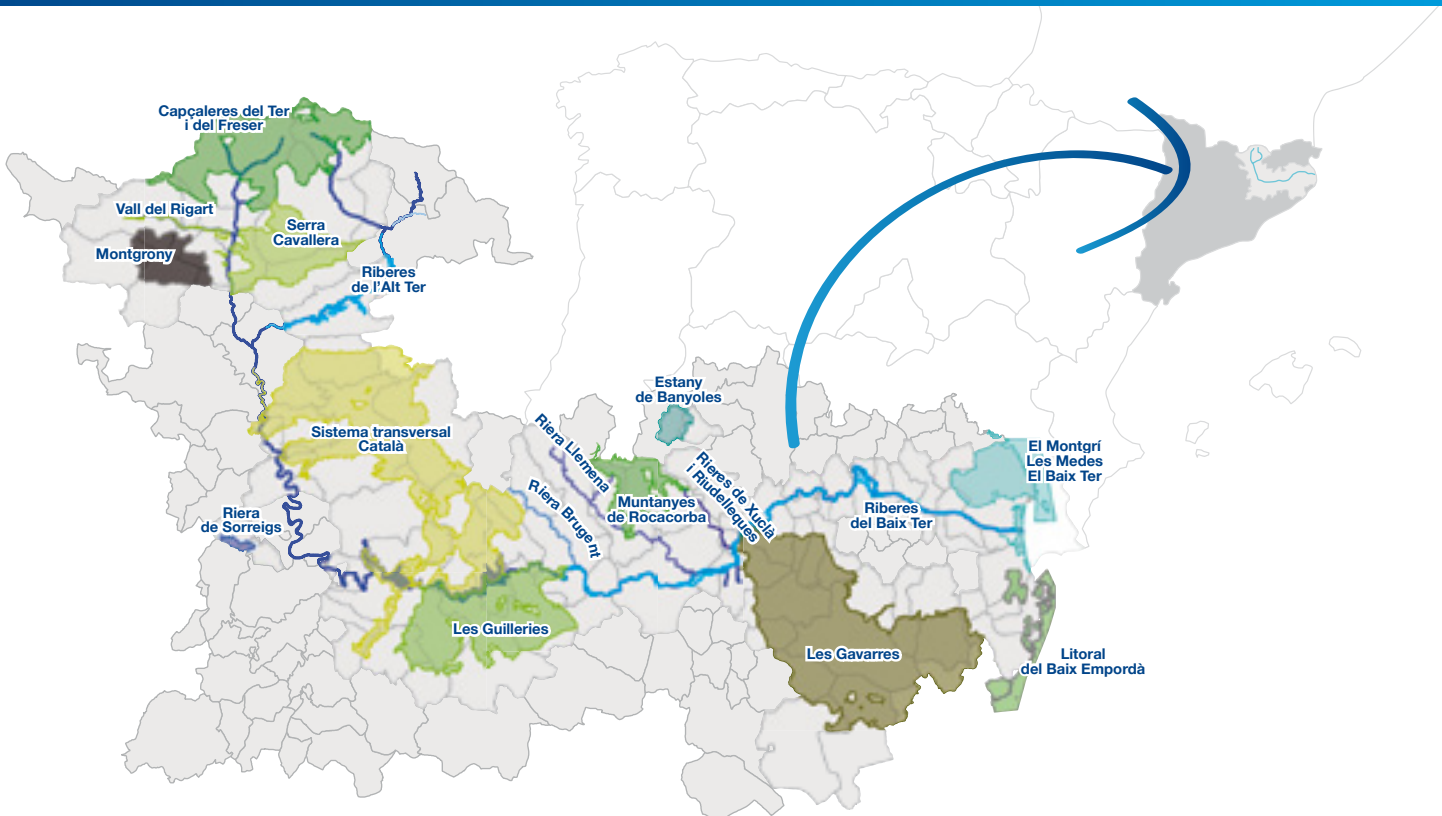 Capçaleres del Ter
i del Freser
Vall del Rigart
Serra
Cavallera
Montgrony
Riberes
de l'Alt Ter
Estany
de Banyoles
Sistema transversal
Català
Riera Llemena
Rieres de Xuclà
i Riudelleques
El Montgrí
Les Medes
El Baix Ter
Riera
de Sorreigs
Riera Brugent
Muntanyes
de Rocacorba
Riberes
del Baix Ter
Les Guilleries
Les Gavarres
Litoral
del Baix Empordà